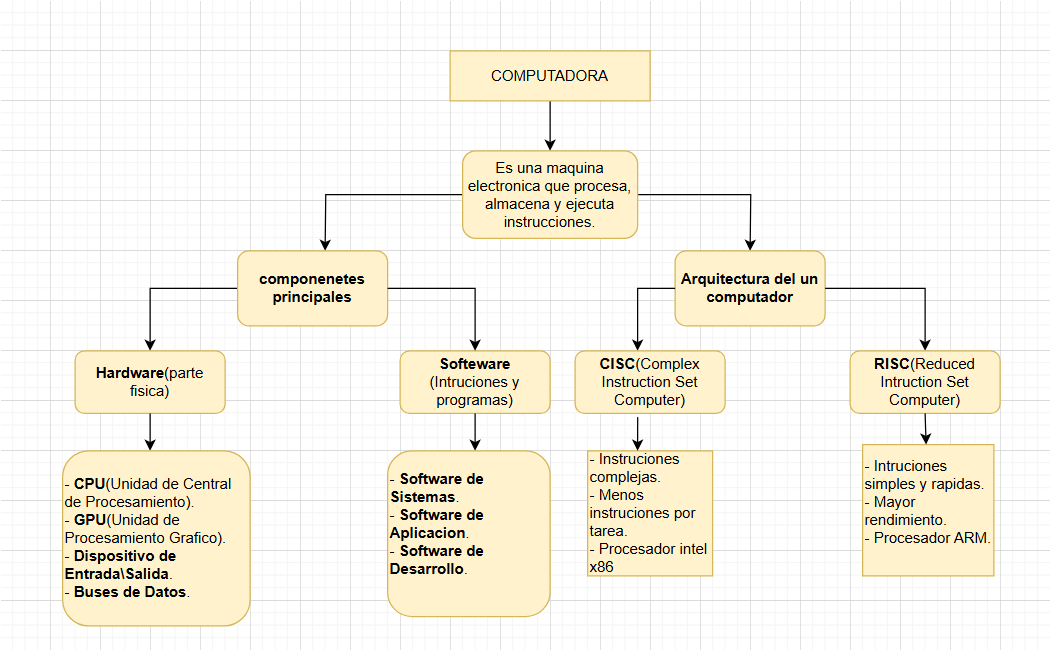 COMPUTADORA
Es una maquina
electronica que procesa,
almacena y ejecuta
instrucciones.
componenetes
principales
Arquitectura del un
computador
Hardware(parte
fisica)
Softeware
(Intruciones y
programas)
CISC(Complex
Instruction Set
Computer)
RISC(Reduced
Intruction Set
Computer)
- CPU(Unidad de Central
de Procesamiento).
- GPU(Unidad de
Procesamiento Grafico).
- Dispositivo de
Entrada\Salida.
- Buses de Datos.
- Software de
Sistemas.
- Software de
Aplicacion.
- Software de
Desarrollo.
- Instruciones
complejas.
- Menos
instruciones por
tarea.
- Procesador intel
x86
- Intruciones
simples y rapidas.
- Mayor
rendimiento.
- Procesador ARM.